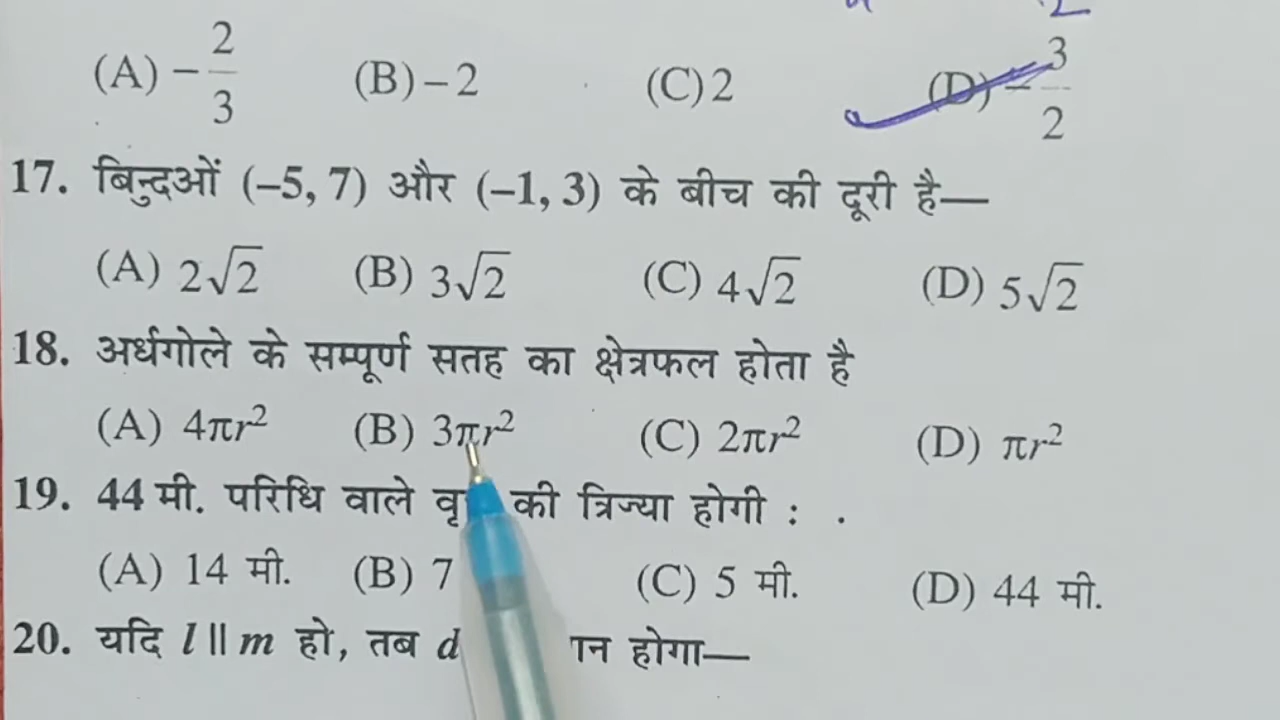 (A) −2/3 (B) −2 (C) 2 (D) −3/2
17. बिन्दुओं (–5, 7) और (–1, 3) के बीच की दूरी है—
(A) 2√2 (B) 3√2 (C) 4√2 (D) 5√2
18. अर्धगोले के सम्पूर्ण सतह का क्षेत्रफल होता है
(A) 4πr² (B) 3πr² (C) 2πr² (D) πr²
19. 44 मी. परिधि वाले की त्रिज्या होगी :
(A) 14 मी. (B) 7 (C) 5 मी. (D) 44 मी.
20. यदि l || m हो, तब d होगा—